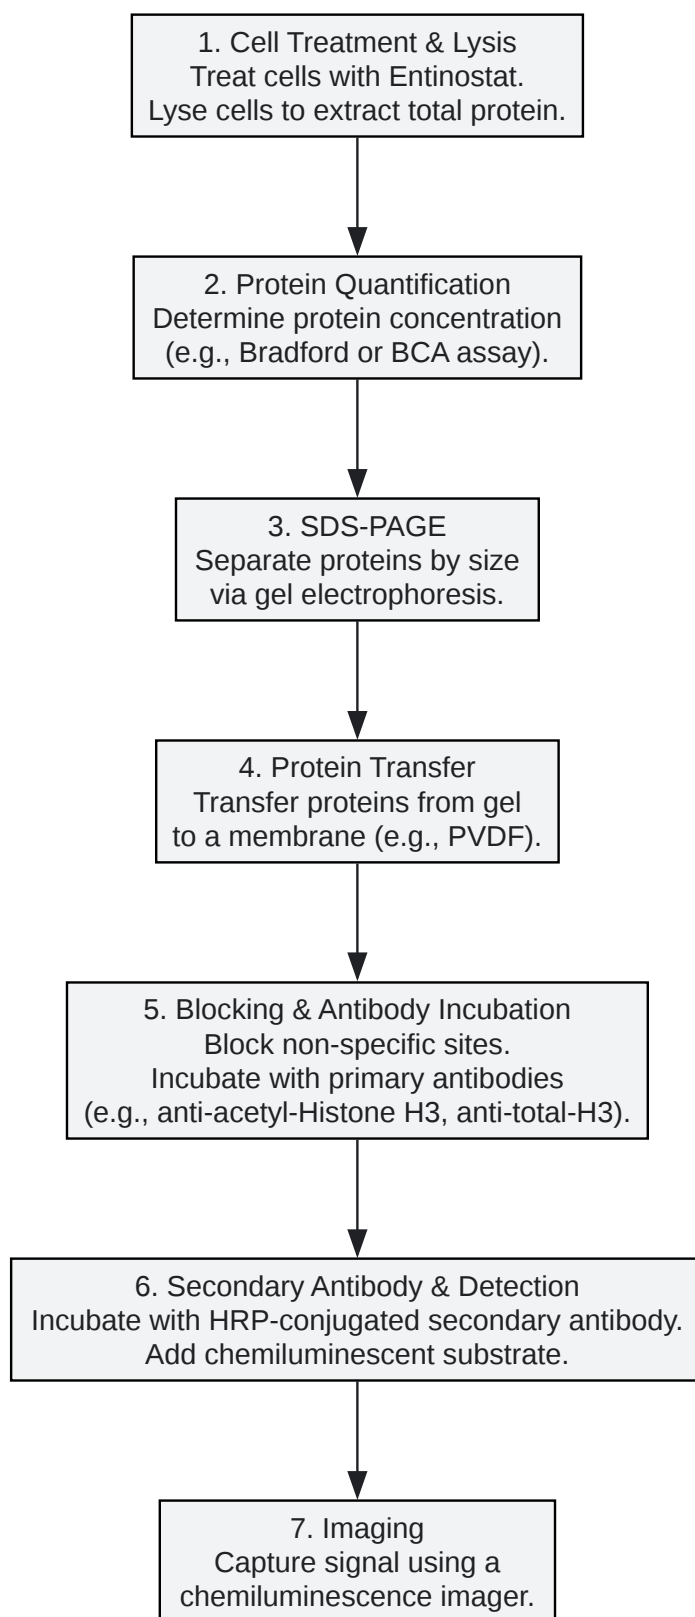 1. Cell Treatment & Lysis
Treat cells with Entinostat.
Lyse cells to extract total protein.
2. Protein Quantification
Determine protein concentration
(e.g., Bradford or BCA assay).
3. SDS-PAGE
Separate proteins by size
via gel electrophoresis.
4. Protein Transfer
Transfer proteins from gel
to a membrane (e.g., PVDF).
5. Blocking & Antibody Incubation
Block non-specific sites.
Incubate with primary antibodies
(e.g., anti-acetyl-Histone H3, anti-total-H3).
6. Secondary Antibody & Detection
Incubate with HRP-conjugated secondary antibody.
Add chemiluminescent substrate.
7. Imaging
Capture signal using a
chemiluminescence imager.